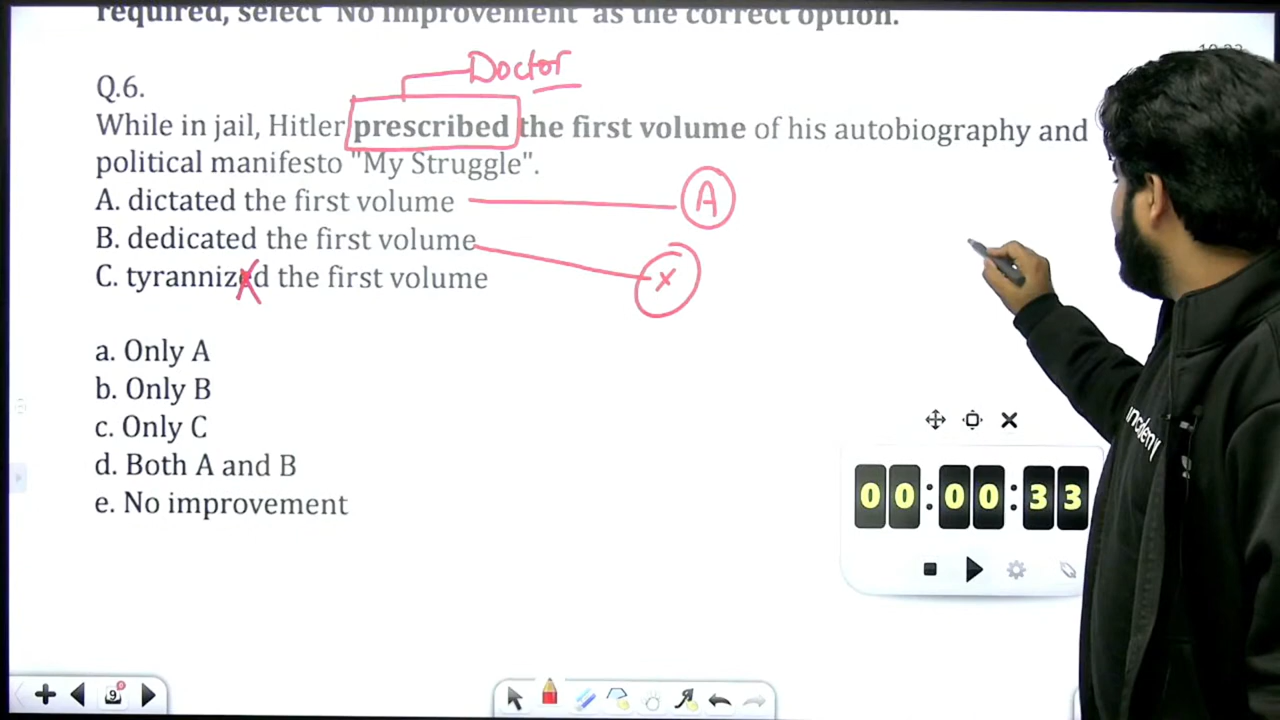 required, select 'No improvement' as the correct option.
Doctor
Q.6.
While in jail, Hitler prescribed the first volume of his autobiography and
political manifesto "My Struggle".
A. dictated the first volume
A
B. dedicated the first volume
x
C. tyrannized the first volume
a. Only A
b. Only B
c. Only C
d. Both A and B
e. No improvement
00:00:33
9